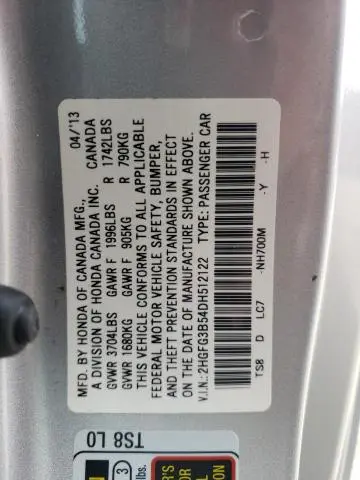 MFD. BY HONDA OF CANADA MFG., 04/'13
A DIVISION OF HONDA CANADA INC. CANADA
GVWR 3704LBS GAWR F 1996LBS R 1742LBS
GVWR 1680KG GAWR F 905KG R 790KG
THIS VEHICLE CONFORMS TO ALL APPLICABLE
FEDERAL MOTOR VEHICLE SAFETY, BUMPER,
AND THEFT PREVENTION STANDARDS IN EFFECT
ON THE DATE OF MANUFACTURE SHOWN ABOVE.
V.I.N.: 2HGFG3B54DH512122 TYPE: PASSENGER CAR
TS8 D LC7 -NH700M -Y -H
TS8 L0
3
lbs.